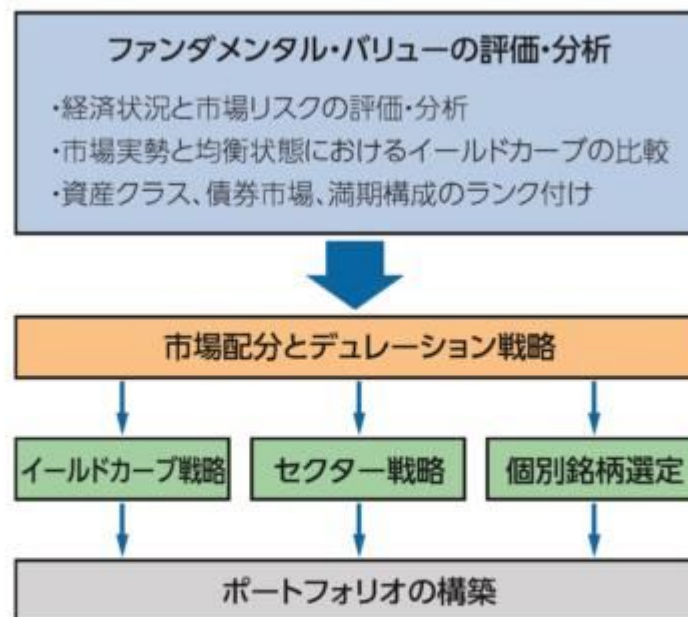 ファンダメンタル・バリューの評価・分析
・経済状況と市場リスクの評価・分析
・市場実勢と均衡状態におけるイールドカーブの比較
・資産クラス、債券市場、満期構成のランク付け
市場配分とデュレーション戦略
イールドカーブ戦略
セクター戦略
個別銘柄選定
ポートフォリオの構築